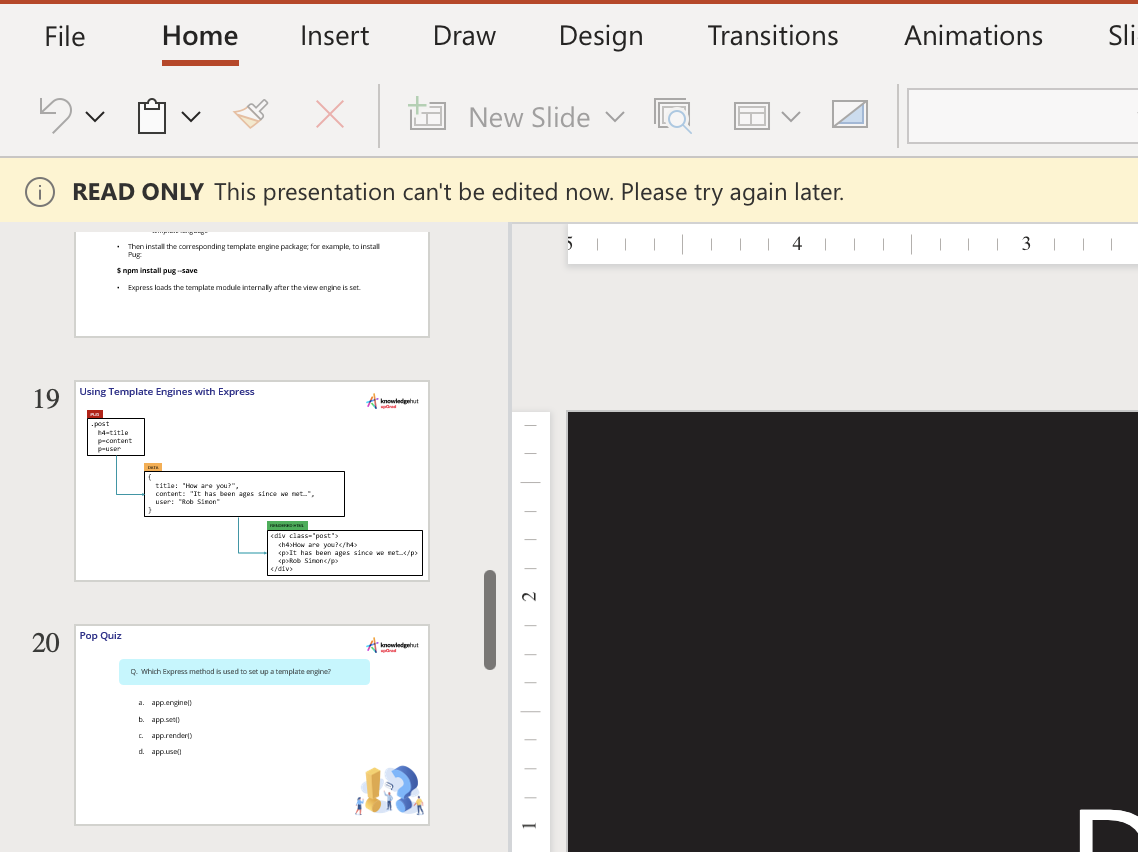 File Home Insert Draw Design Transitions Animations Sli
New Slide
READ ONLY This presentation can't be edited now. Please try again later.
5 4 3
• Then install the corresponding template engine package; for example, to install
Pug:
$ npm install pug --save
• Express loads the template module internally after the view engine is set.
19
Using Template Engines with Express
knowledgehut
upGrad
PUG
.post
h4=title
p=content
p=user
DATA
{
title: "How are you?",
content: "It has been ages since we met…",
user: "Rob Simon"
}
<div class="post">
<h4>How are you?</h4>
<p>It has been ages since we met…</p>
<p>Rob Simon</p>
</div>
20
Pop Quiz
knowledgehut
upGrad
Q. Which Express method is used to set up a template engine?
a. app.engine()
b. app.set()
c. app.render()
d. app.use()
2
1
D